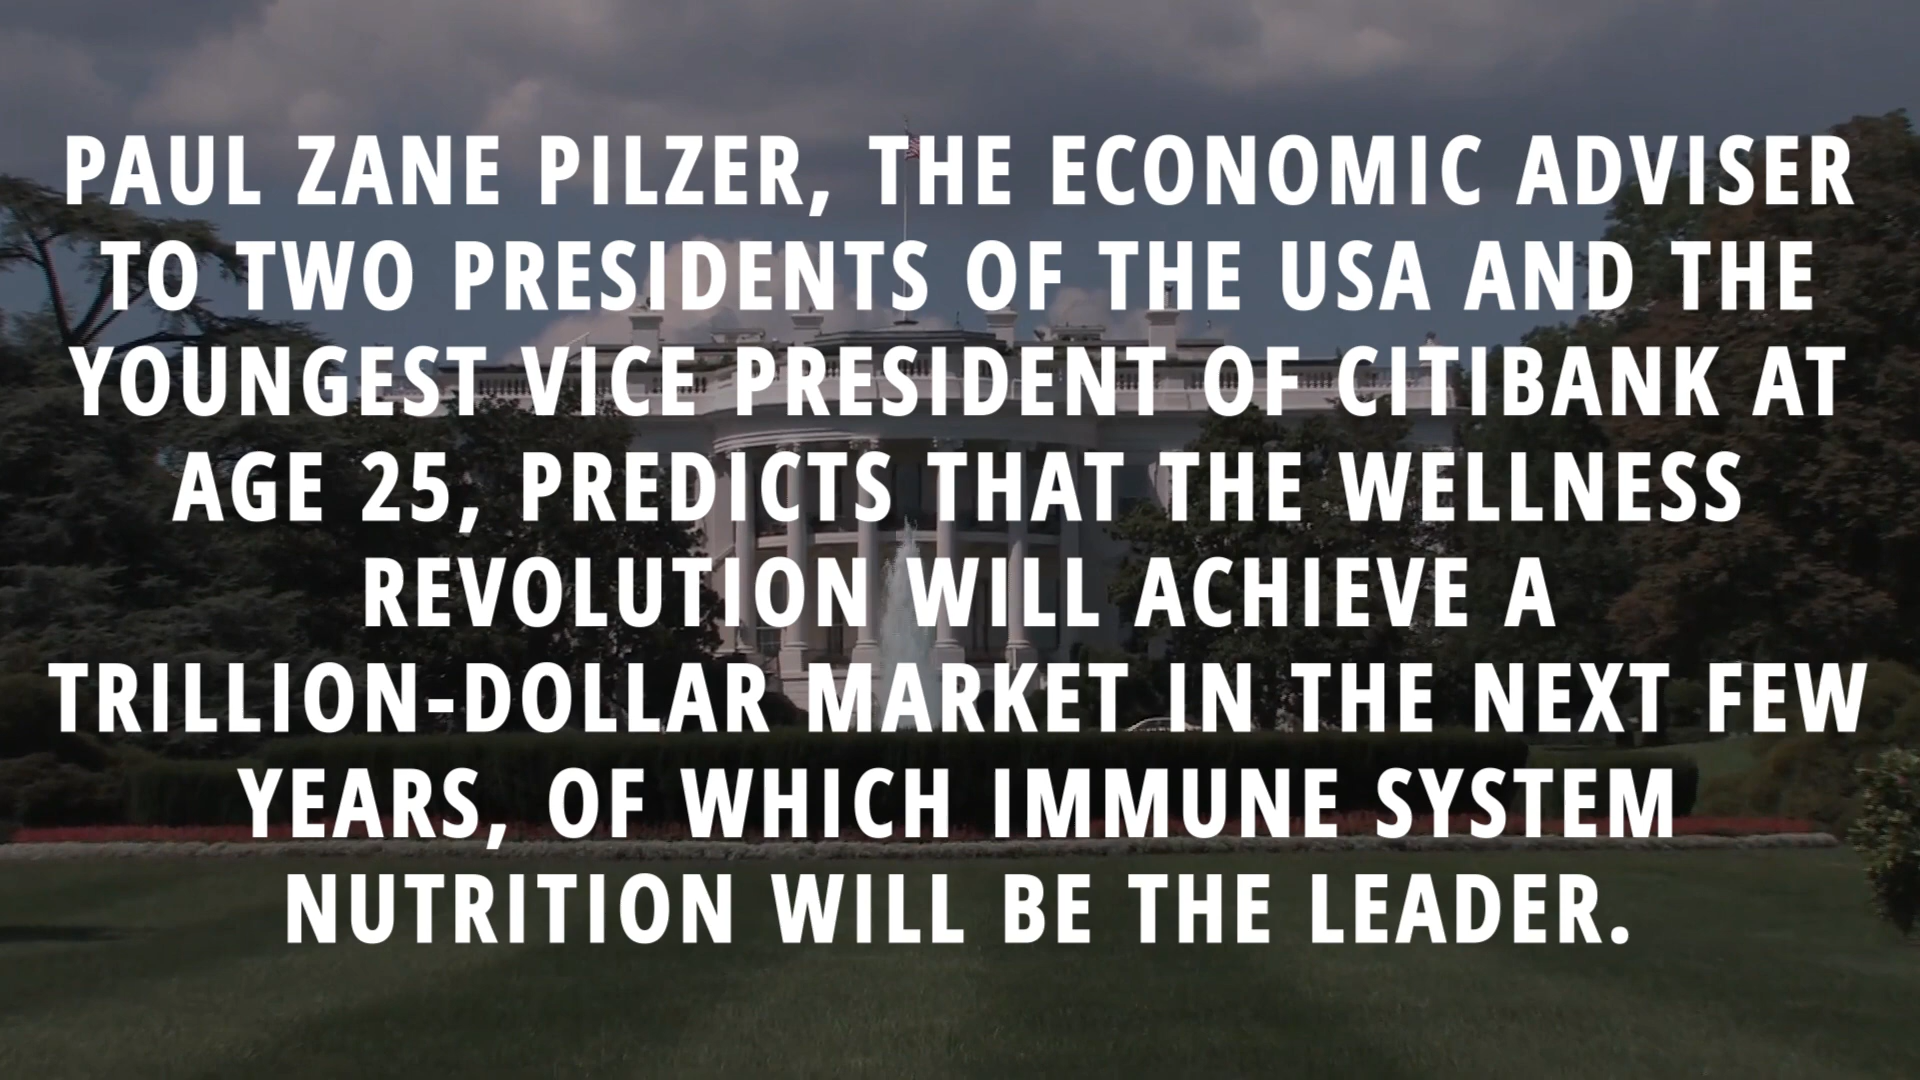 PAUL ZANE PILZER, THE ECONOMIC ADVISER
TO TWO PRESIDENTS OF THE USA AND THE
YOUNGEST VICE PRESIDENT OF CITIBANK AT
AGE 25, PREDICTS THAT THE WELLNESS
REVOLUTION WILL ACHIEVE A
TRILLION-DOLLAR MARKET IN THE NEXT FEW
YEARS, OF WHICH IMMUNE SYSTEM
NUTRITION WILL BE THE LEADER.